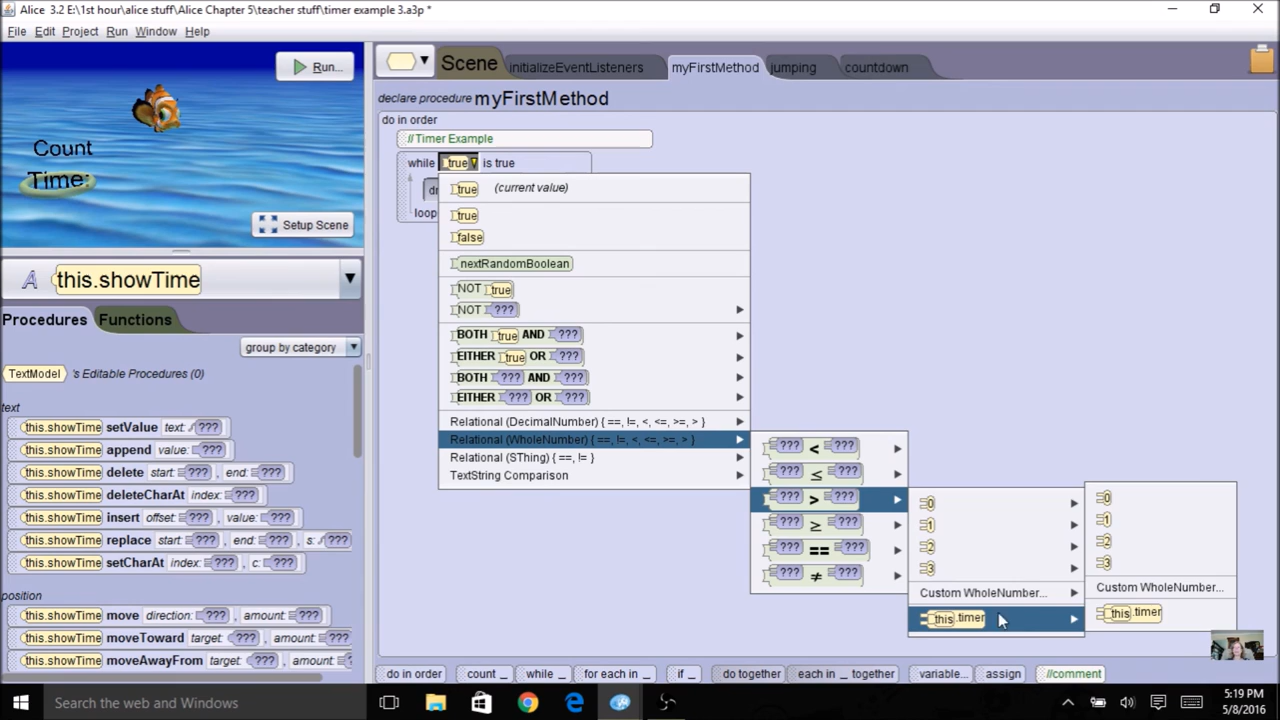 Alice 3.2 E:\1st hour\alice stuff\Alice Chapter 5\teacher stuff\timer example 3.a3p *
File Edit Project Run Window Help
Run...
Count
Time:
Setup Scene
Scene initializeEventListeners myFirstMethod jumping countdown
declare procedure myFirstMethod
do in order
//Timer Example
while true is true
loop
true (current value)
true
false
nextRandomBoolean
NOT true
NOT ???
BOTH true AND ???
EITHER true OR ???
BOTH ??? AND ???
EITHER ??? OR ???
Relational (DecimalNumber) { ==, !=, <, <=, >=, > }
Relational (WholeNumber) { ==, !=, <, <=, >=, > }
Relational (SThing) { ==, != }
TextString Comparison
??? < ???
??? ≤ ???
??? > ???
??? ≥ ???
??? == ???
??? ≠ ???
0
1
2
3
Custom WholeNumber...
this.timer
0
1
2
3
Custom WholeNumber...
this.timer
this.showTime
Procedures Functions
group by category
TextModel 's Editable Procedures (0)
text
this.showTime setValue text: ???
this.showTime append value: ???
this.showTime delete start: ??? , end: ???
this.showTime deleteCharAt index: ???
this.showTime insert offset: ??? , value: ???
this.showTime replace start: ??? , end: ??? , s: ???
this.showTime setCharAt index: ??? , c: ???
position
this.showTime move direction: ??? , amount: ???
this.showTime moveToward target: ??? , amount:
this.showTime moveAwayFrom target: ??? , amount:
do in order count _ while _ for each in _ if _ do together each in _ together variable... assign //comment
Search the web and Windows
5:19 PM
5/8/2016